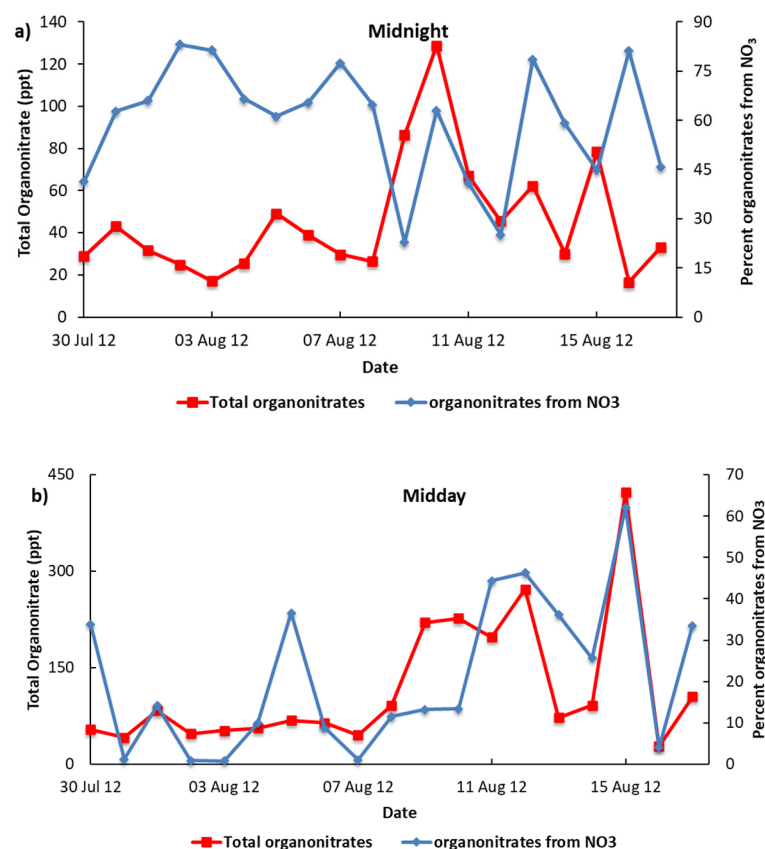 a)
Midnight
Total Organonitrate (ppt)
140
120
100
80
60
40
20
0
90
75
60
45
30
15
0
Percent organonitrates from NO3
30 Jul 12 03 Aug 12 07 Aug 12 11 Aug 12 15 Aug 12
Date
Total organonitrates organonitrates from NO3
b)
Midday
Total Organonitrate (ppt)
450
300
150
0
70
60
50
40
30
20
10
0
Percent organonitrates from NO3
30 Jul 12 03 Aug 12 07 Aug 12 11 Aug 12 15 Aug 12
Date
Total organonitrates organonitrates from NO3